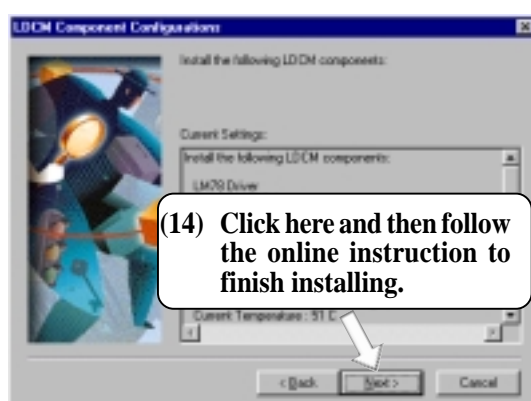 LDCM Component Configurations
Install the following LDCM components:
Current Settings:
Install the following LDCM components:
LM78 Driver
(14) Click here and then follow
the online instruction to
finish installing.
Current Temperature : 51 C
< Back
Next >
Cancel